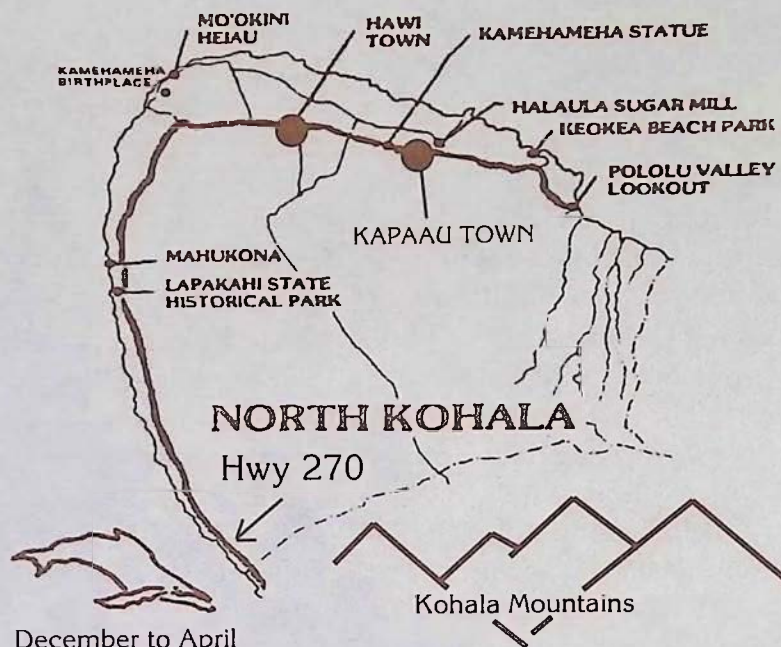 MO'OKINI
HEIAU
HAWI
TOWN
KAMEHAMEHA STATUE
KAMEHAMEHA
BIRTHPLACE
HALAULA SUGAR MILL
KEOKEA BEACH PARK
POLOLU VALLEY
LOOKOUT
KAPAAU TOWN
MAHUKONA
LAPAKAHI STATE
HISTORICAL PARK
NORTH KOHALA
Hwy 270
Kohala Mountains
December to April